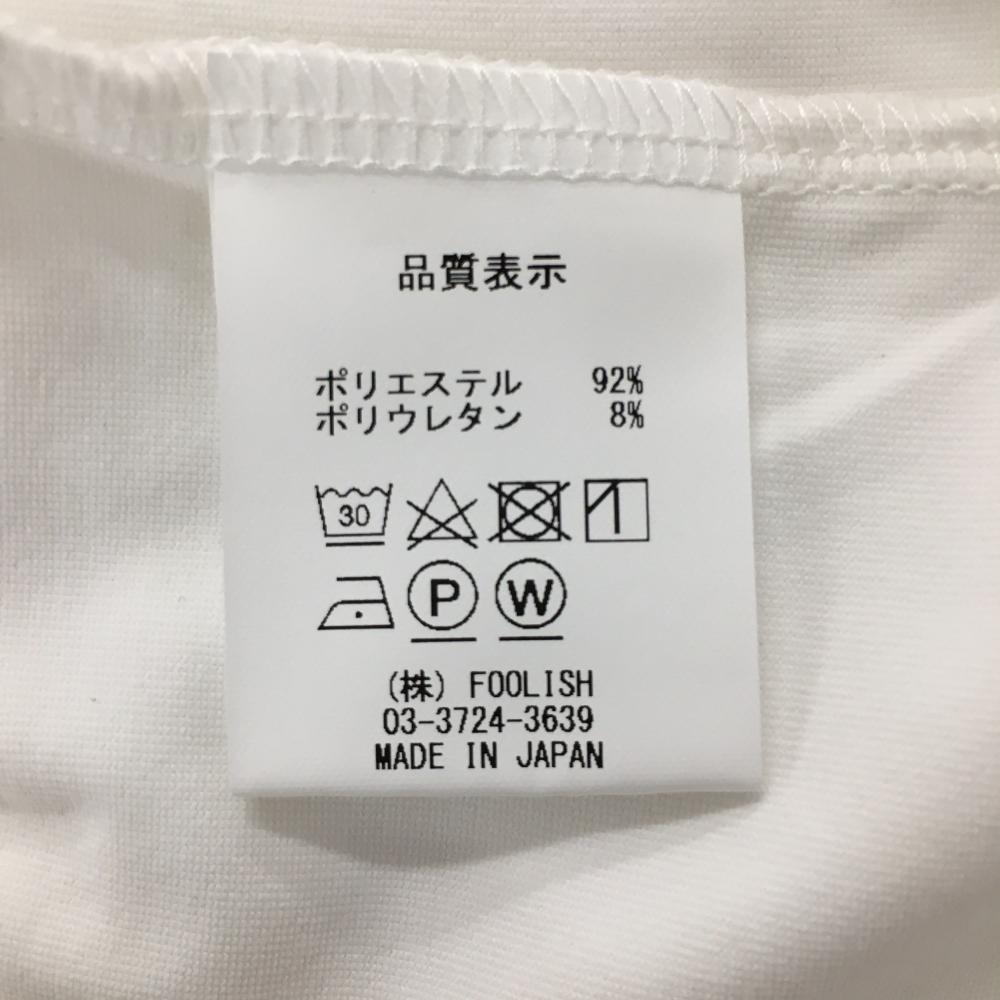 品質表示
ポリエステル 92%
ポリウレタン 8%
30
P W
(株) FOOLISH
03-3724-3639
MADE IN JAPAN